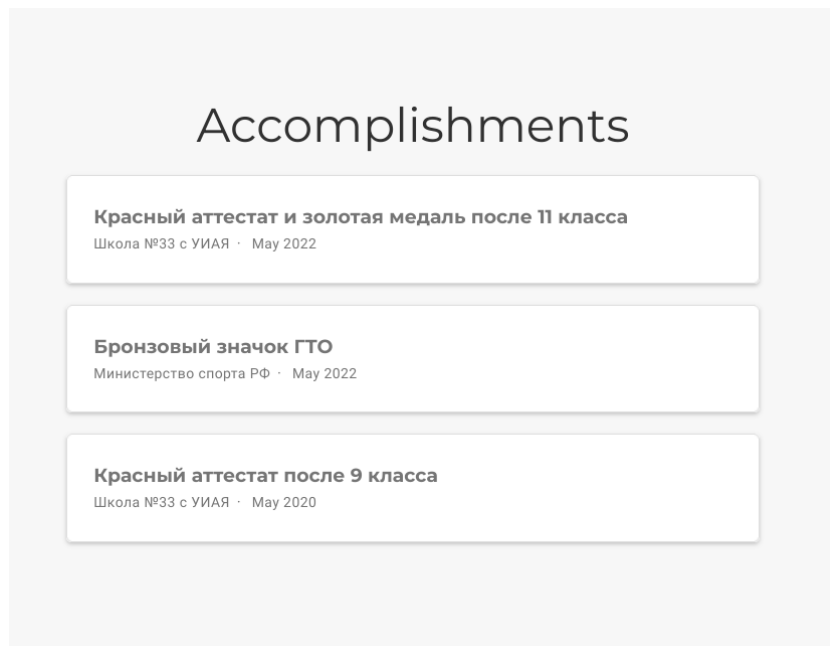 Accomplishments
Красный аттестат и золотая медаль после 11 класса
Школа №33 с УИАЯ · May 2022
Бронзовый значок ГТО
Министерство спорта РФ · May 2022
Красный аттестат после 9 класса
Школа №33 с УИАЯ · May 2020